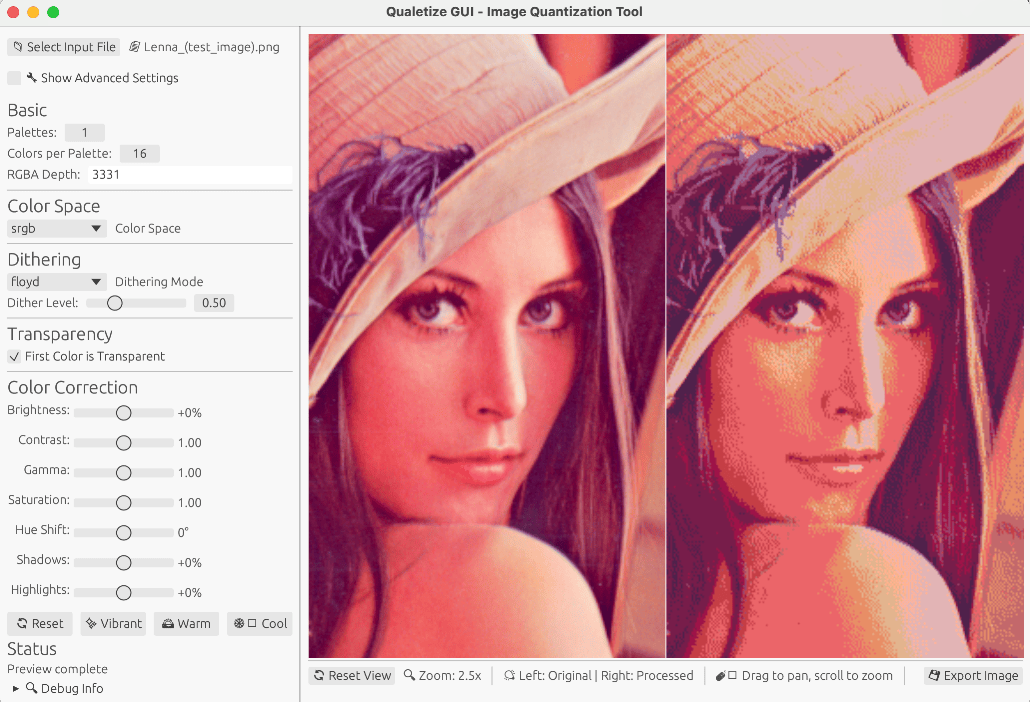 Qualetize GUI - Image Quantization Tool
Select Input File Lenna_(test_image).png
Show Advanced Settings
Basic
Palettes: 1
Colors per Palette: 16
RGBA Depth: 3331
Color Space
srgb Color Space
Dithering
floyd Dithering Mode
Dither Level: 0.50
Transparency
First Color is Transparent
Color Correction
Brightness: +0%
Contrast: 1.00
Gamma: 1.00
Saturation: 1.00
Hue Shift: 0°
Shadows: +0%
Highlights: +0%
Reset Vibrant Warm Cool
Status
Preview complete
Debug Info
Reset View Zoom: 2.5x Left: Original | Right: Processed Drag to pan, scroll to zoom Export Image